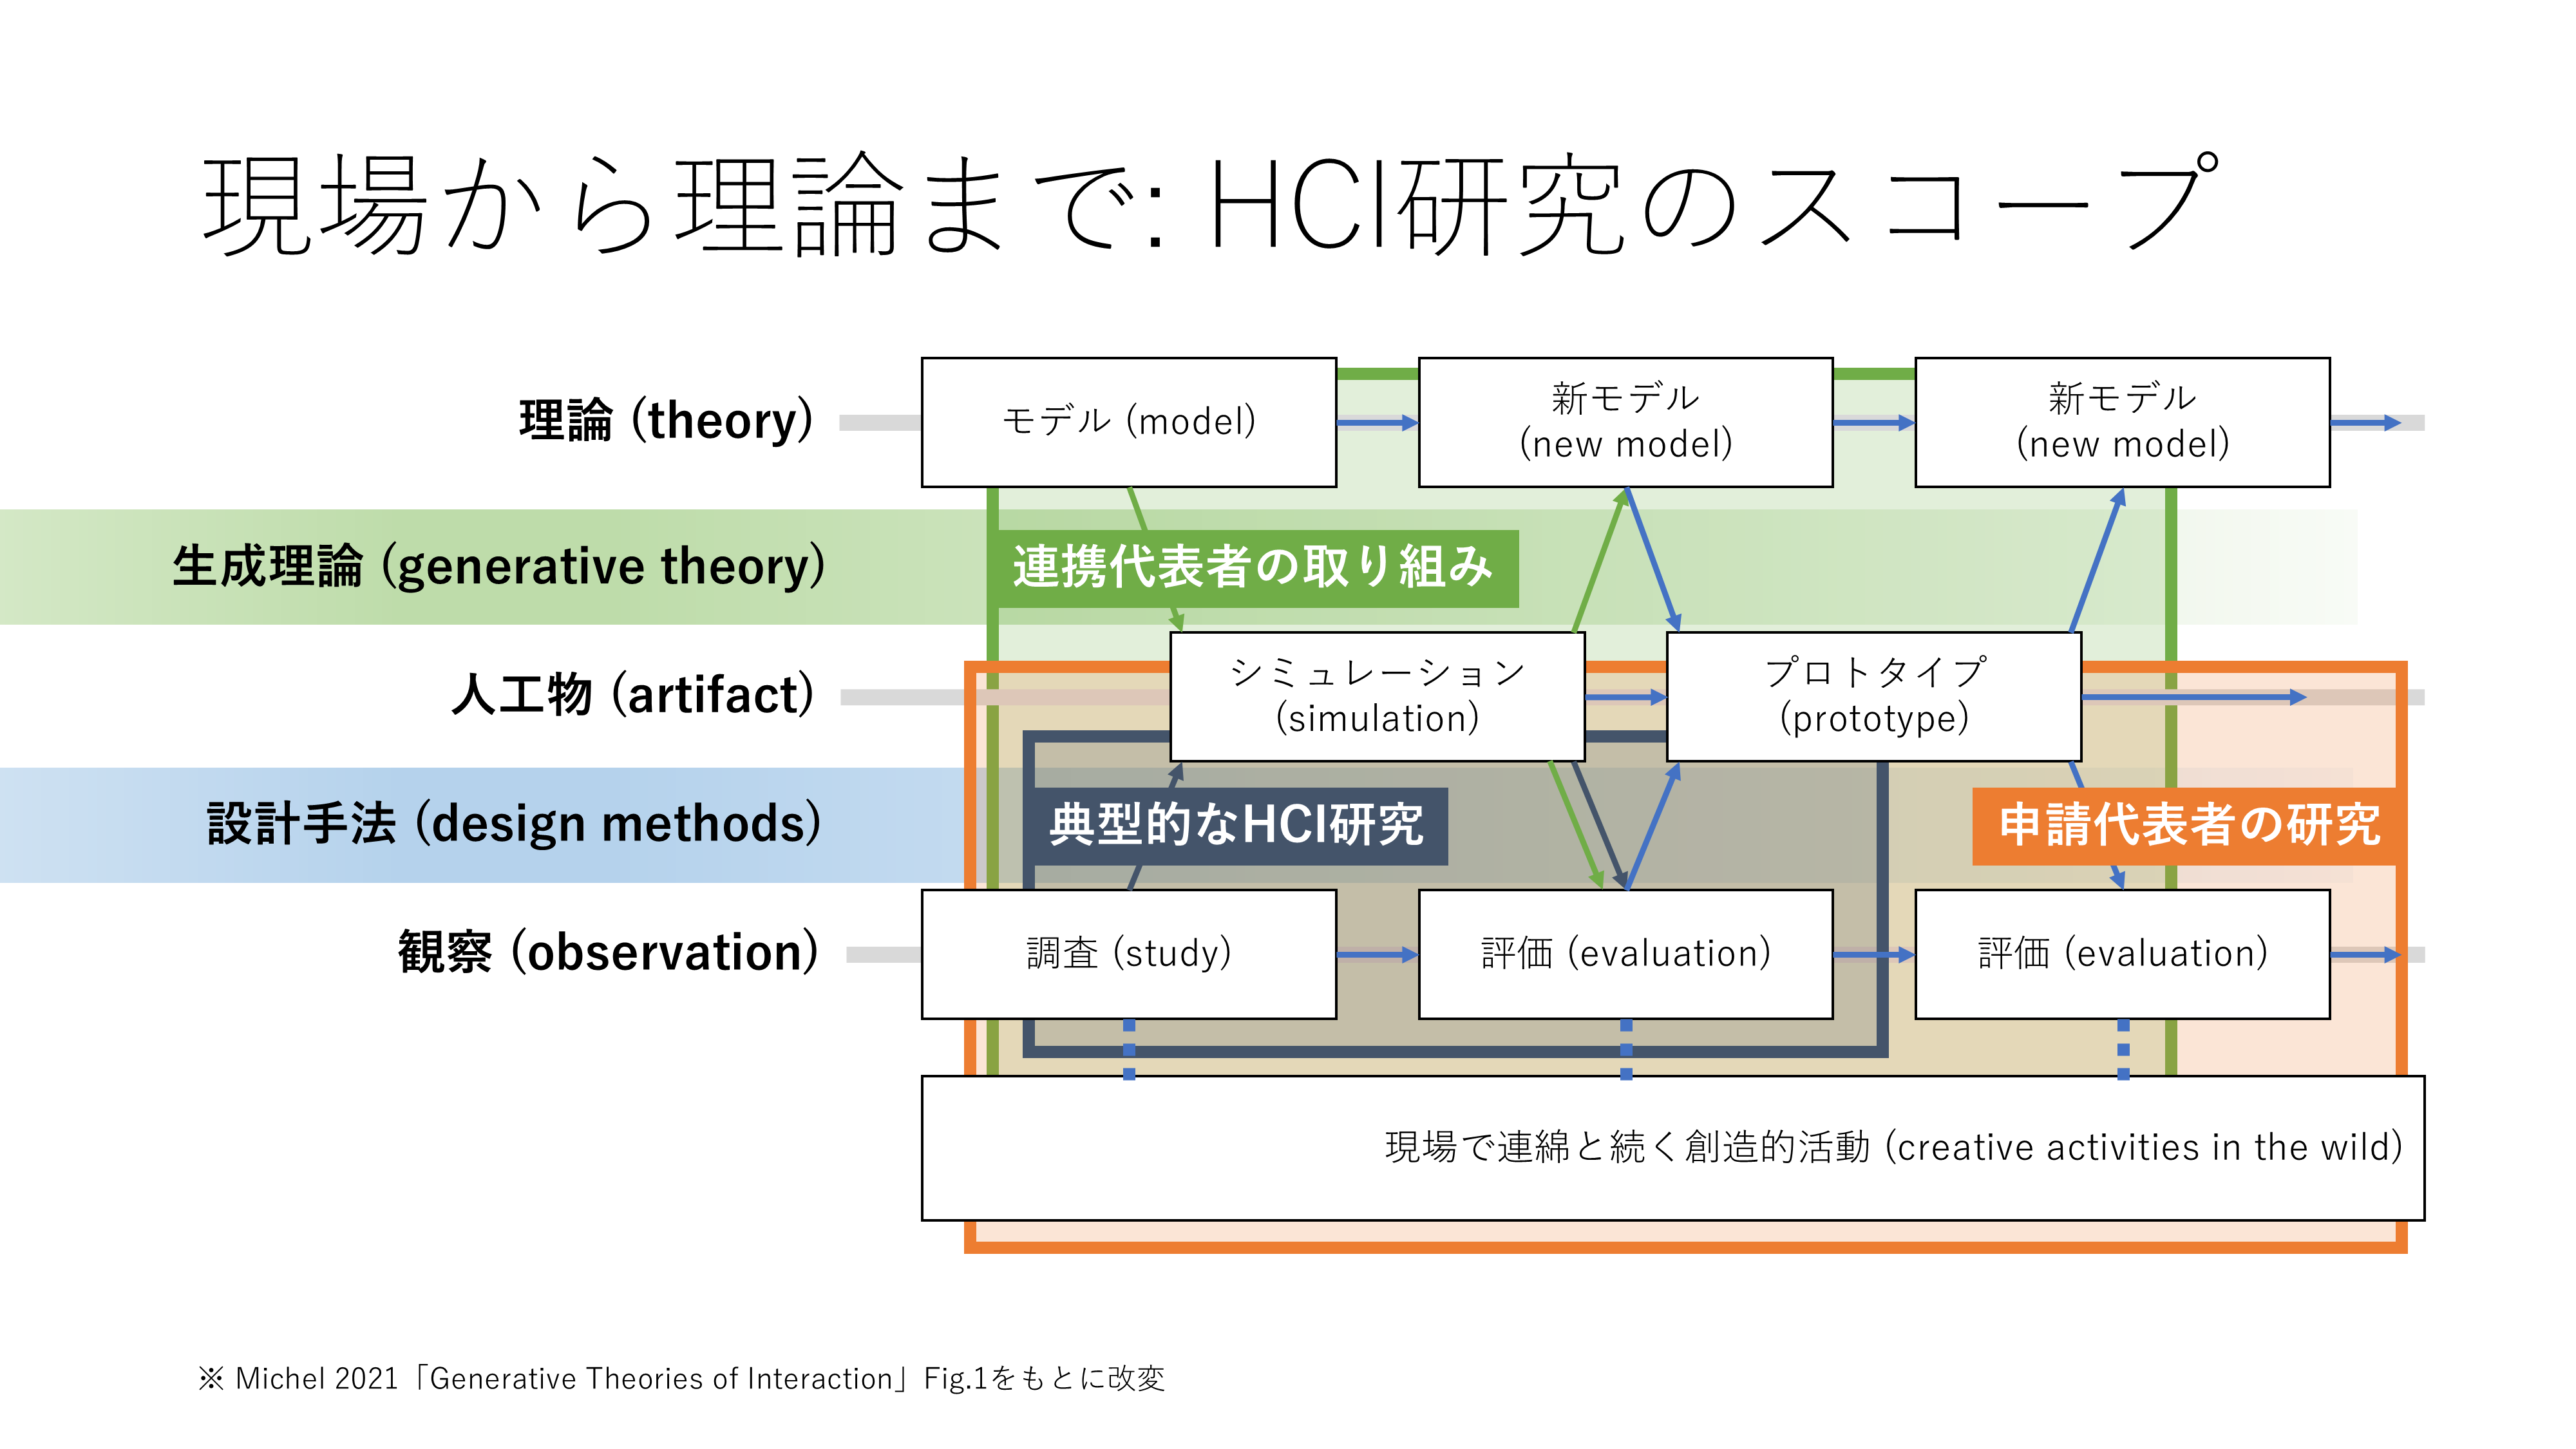 現場から理論まで: HCI研究のスコープ
理論 (theory)
モデル (model)
新モデル
(new model)
新モデル
(new model)
生成理論 (generative theory)
連携代表者の取り組み
人工物 (artifact)
シミュレーション
(simulation)
プロトタイプ
(prototype)
設計手法 (design methods)
典型的なHCI研究
申請代表者の研究
観察 (observation)
調査 (study)
評価 (evaluation)
評価 (evaluation)
現場で連綿と続く創造的活動 (creative activities in the wild)
※ Michel 2021「Generative Theories of Interaction」Fig.1をもとに改変